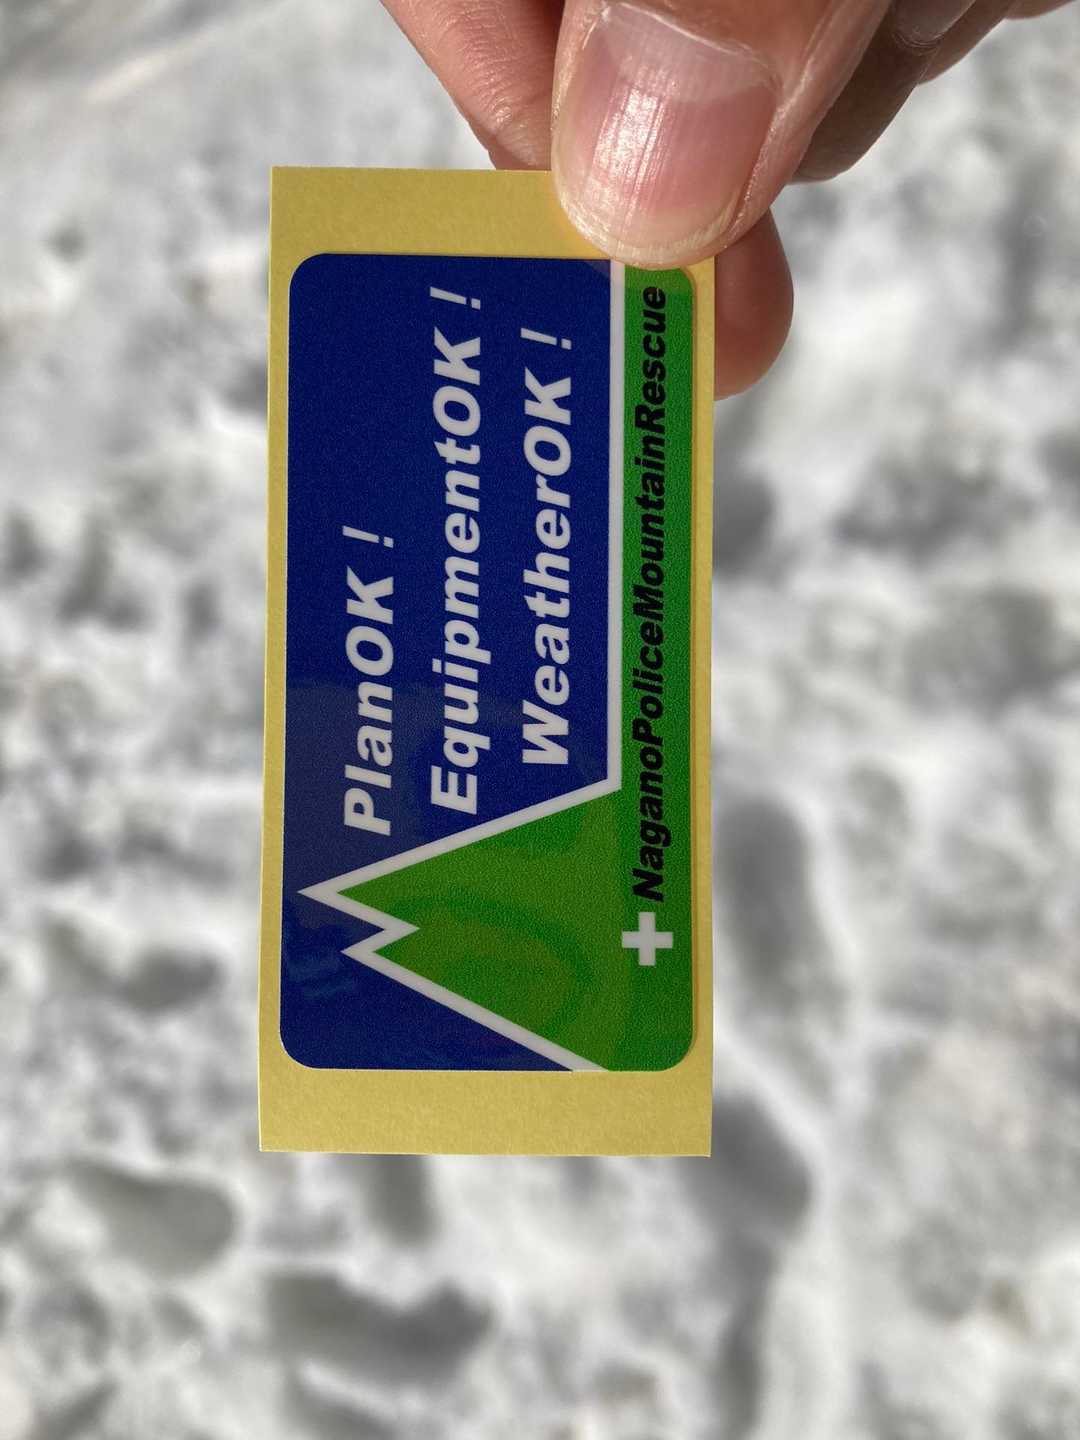 PlanOK !
EquipmentOK !
WeatherOK !
NaganoPoliceMountainRescue